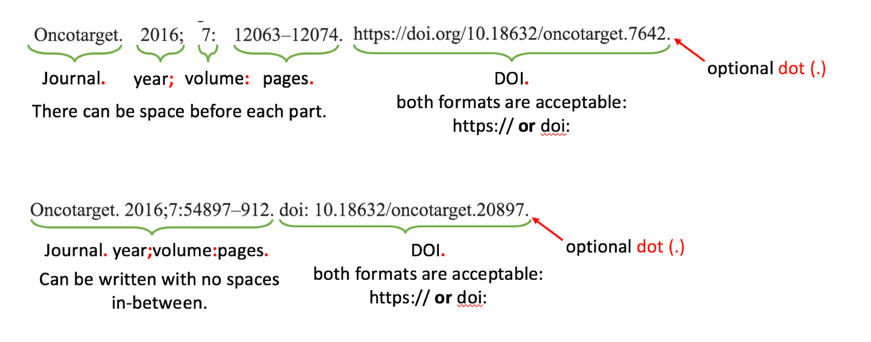 Oncotarget. 2016; 7: 12063–12074. https://doi.org/10.18632/oncotarget.7642.
optional dot (.)
Journal. year; volume: pages. DOI.
There can be space before each part.
both formats are acceptable:
https:// or doi:
Oncotarget. 2016;7:54897–912. doi: 10.18632/oncotarget.20897.
optional dot (.)
Journal. year;volume:pages. DOI.
Can be written with no spaces
in-between.
both formats are acceptable:
https:// or doi: